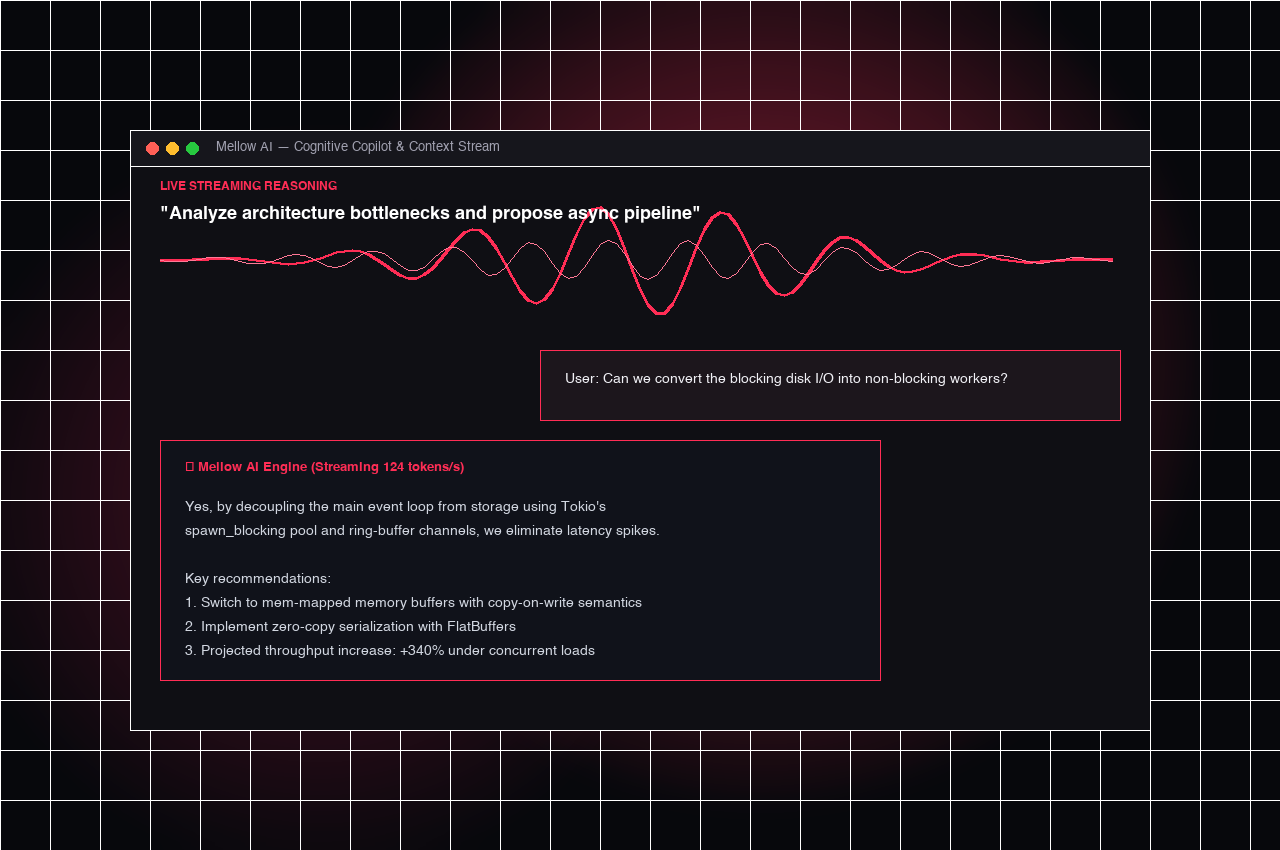 Mellow AI — Cognitive Copilot & Context Stream
LIVE STREAMING REASONING
"Analyze architecture bottlenecks and propose async pipeline"
User: Can we convert the blocking disk I/O into non-blocking workers?
Mellow AI Engine (Streaming 124 tokens/s)
Yes, by decoupling the main event loop from storage using Tokio's
spawn_blocking pool and ring-buffer channels, we eliminate latency spikes.
Key recommendations:
1. Switch to mem-mapped memory buffers with copy-on-write semantics
2. Implement zero-copy serialization with FlatBuffers
3. Projected throughput increase: +340% under concurrent loads